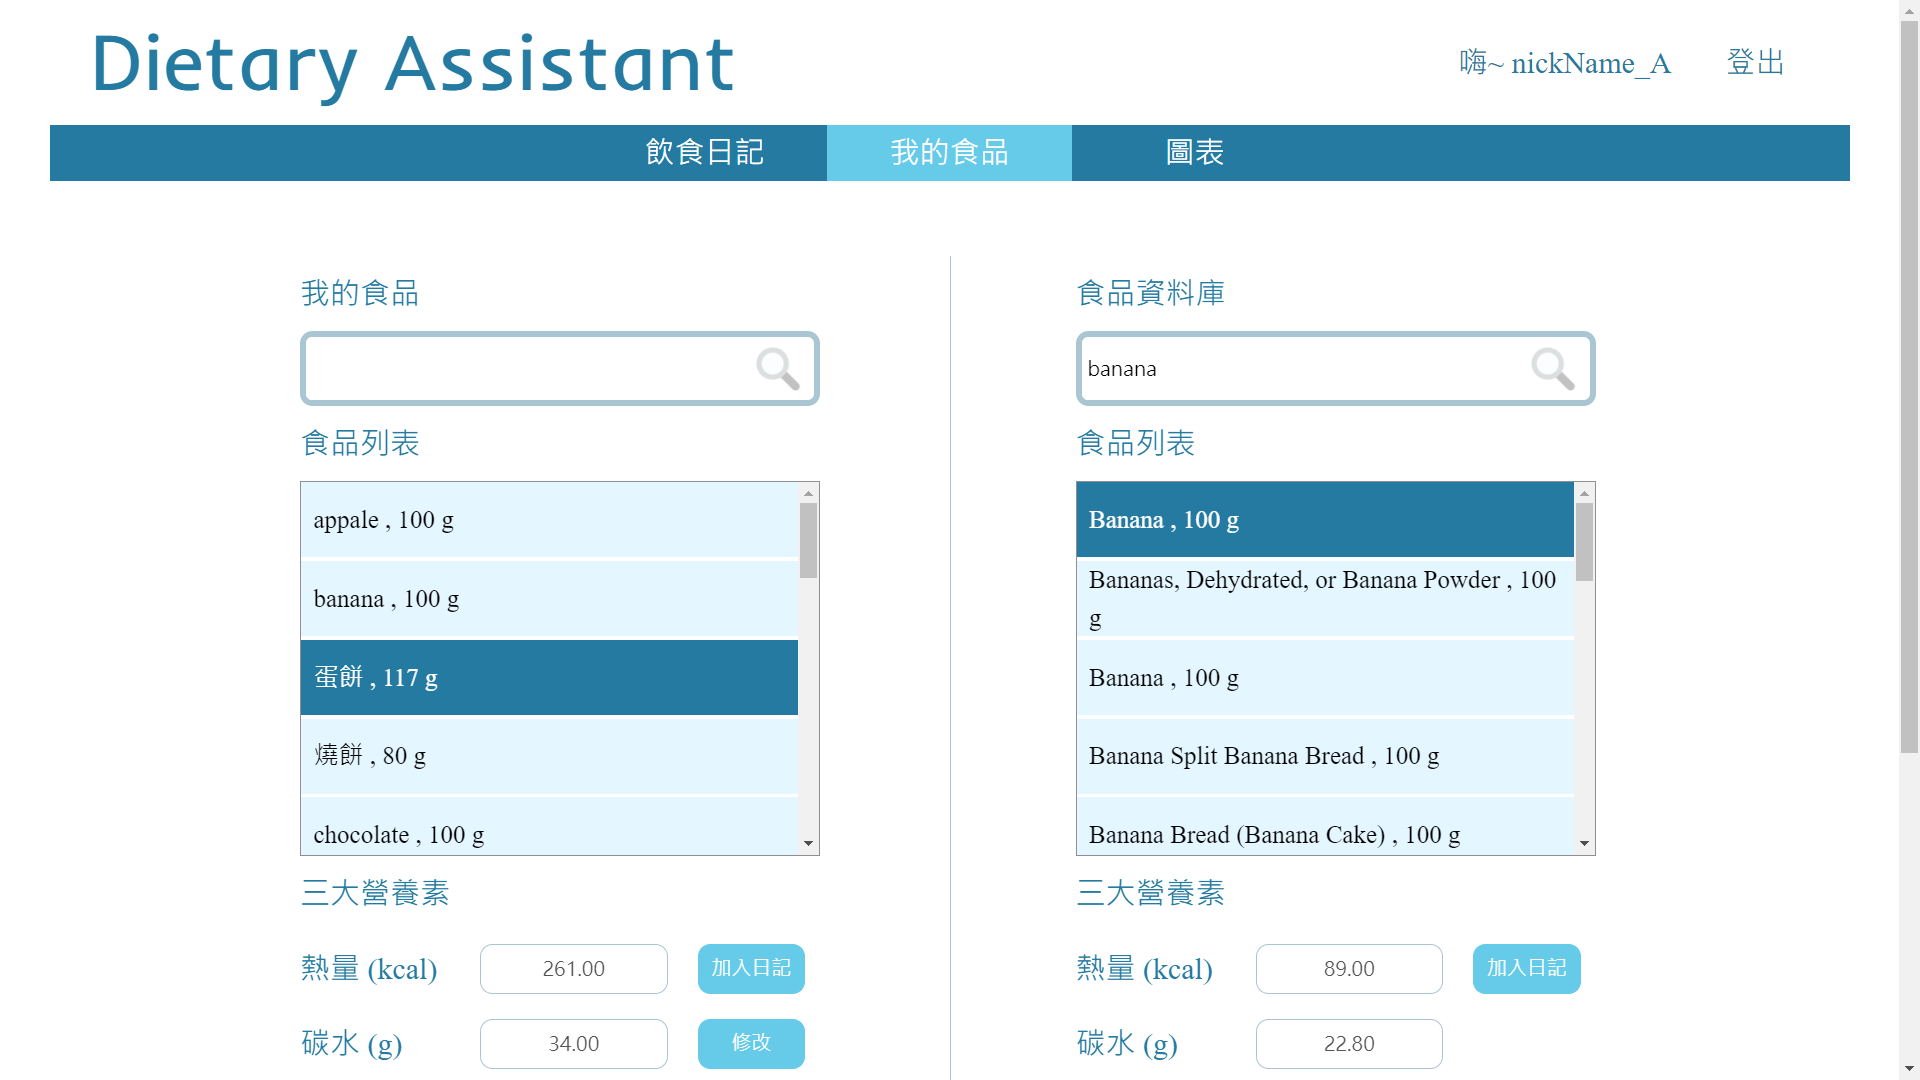 Dietary Assistant
嗨~ nickName_A 登出
飲食日記 我的食品 圖表
我的食品
食品列表
appale , 100 g
banana , 100 g
蛋餅 , 117 g
燒餅 , 80 g
chocolate , 100 g
三大營養素
熱量 (kcal) 261.00 加入日記
碳水 (g) 34.00 修改
食品資料庫
banana
食品列表
Banana , 100 g
Bananas, Dehydrated, or Banana Powder , 100
g
Banana , 100 g
Banana Split Banana Bread , 100 g
Banana Bread (Banana Cake) , 100 g
三大營養素
熱量 (kcal) 89.00 加入日記
碳水 (g) 22.80